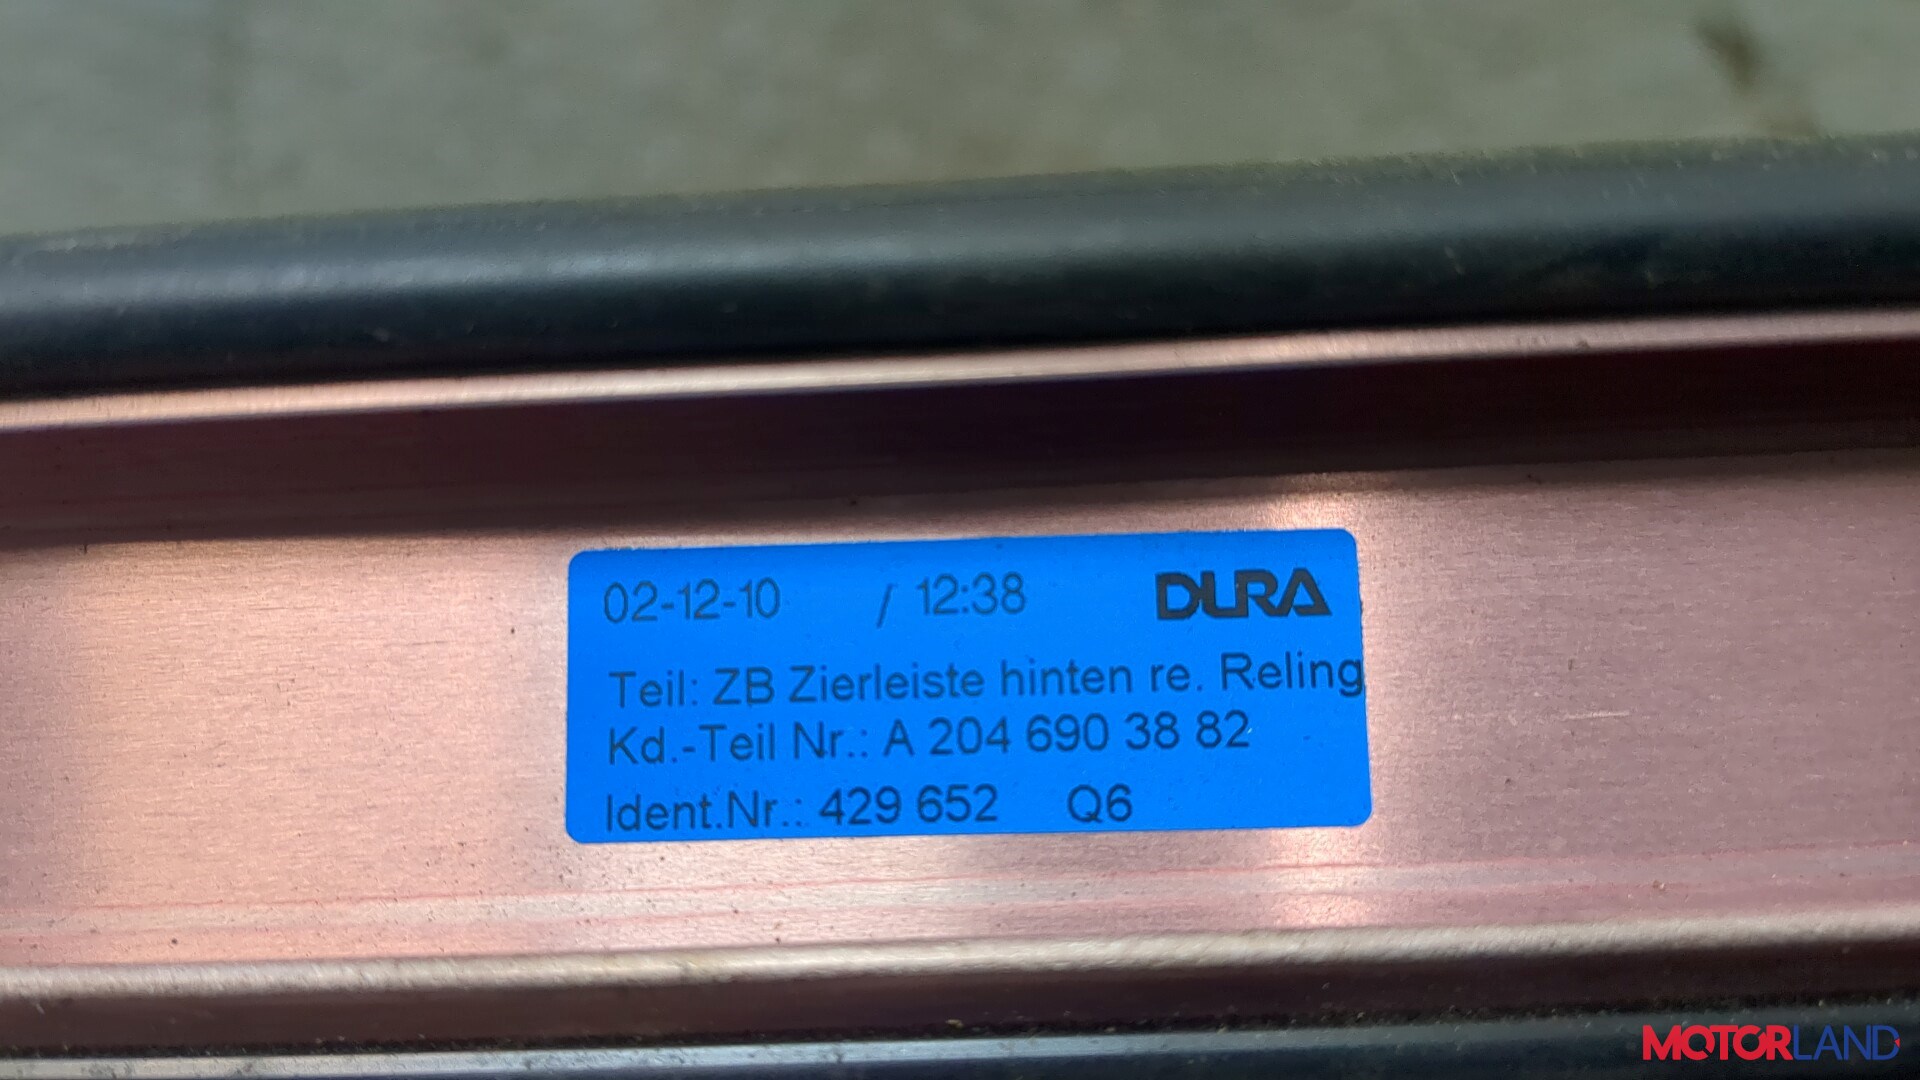 02-12-10 / 12:38 DURA
Teil: ZB Zierleiste hinten re. Reling
Kd.-Teil Nr.: A 204 690 38 82
Ident.Nr.: 429 652 Q6
MOTORLAND